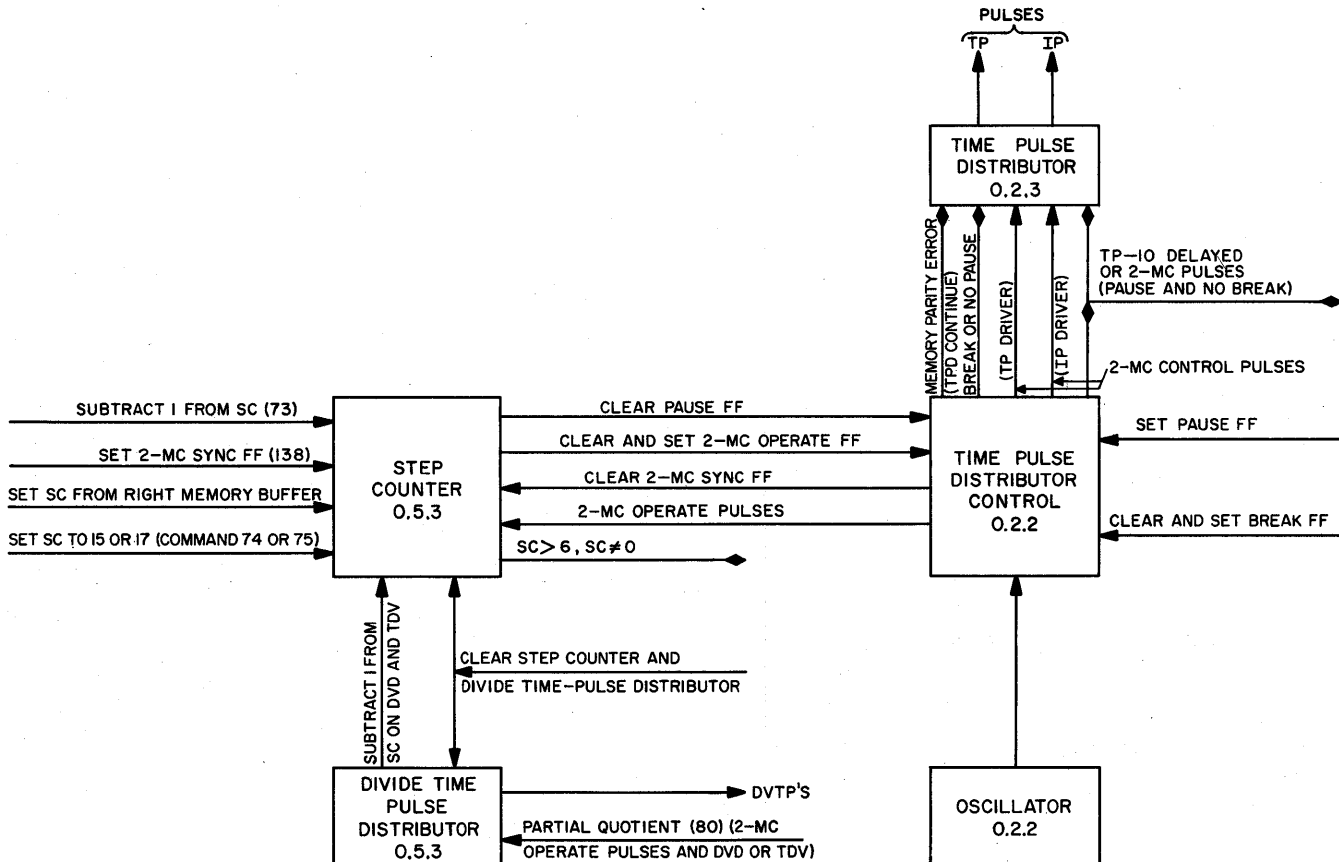 PULSES
TP
IP
TIME PULSE
DISTRIBUTOR
0.2.3
MEMORY PARITY ERROR
(TPD CONTINUE)
BREAK OR NO PAUSE
(TP DRIVER)
(IP DRIVER)
TP-10 DELAYED
OR 2-MC PULSES
(PAUSE AND NO BREAK)
2-MC CONTROL PULSES
SUBTRACT 1 FROM SC (73)
SET 2-MC SYNC FF (138)
SET SC FROM RIGHT MEMORY BUFFER
SET SC TO 15 OR 17 (COMMAND 74 OR 75)
STEP
COUNTER
0.5.3
CLEAR PAUSE FF
CLEAR AND SET 2-MC OPERATE FF
CLEAR 2-MC SYNC FF
2-MC OPERATE PULSES
SC > 6, SC ≠ 0
TIME PULSE
DISTRIBUTOR
CONTROL
0.2.2
SET PAUSE FF
CLEAR AND SET BREAK FF
SUBTRACT 1 FROM
SC ON DVD AND TDV
CLEAR STEP COUNTER AND
DIVIDE TIME-PULSE DISTRIBUTOR
DIVIDE TIME
PULSE
DISTRIBUTOR
0.5.3
DVTP'S
PARTIAL QUOTIENT (80) (2-MC
OPERATE PULSES AND DVD OR TDV)
OSCILLATOR
0.2.2